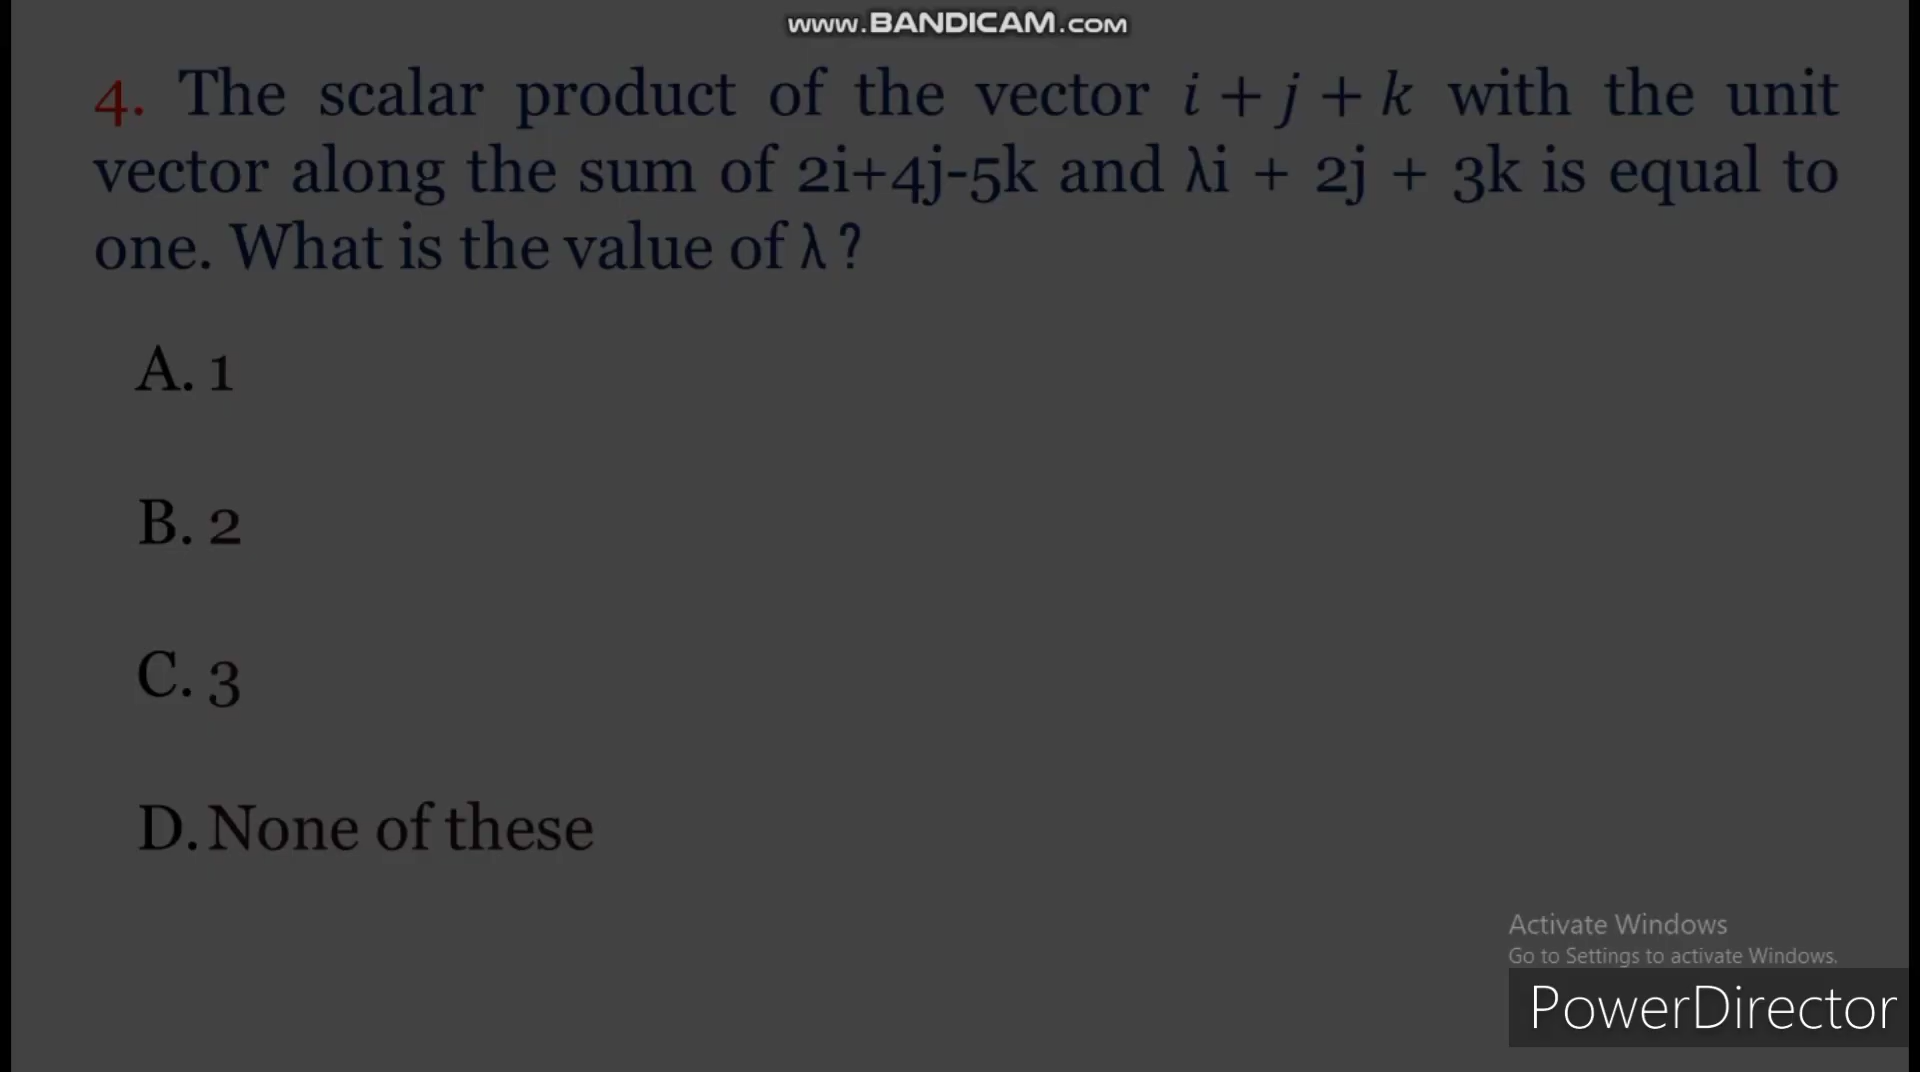 www.BANDICAM.COM
4. The scalar product of the vector i + j + k with the unit
vector along the sum of 2i+4j-5k and λi + 2j + 3k is equal to
one. What is the value of λ ?
A. 1
B. 2
C. 3
D. None of these
Activate Windows
Go to Settings to activate Windows.
PowerDirector